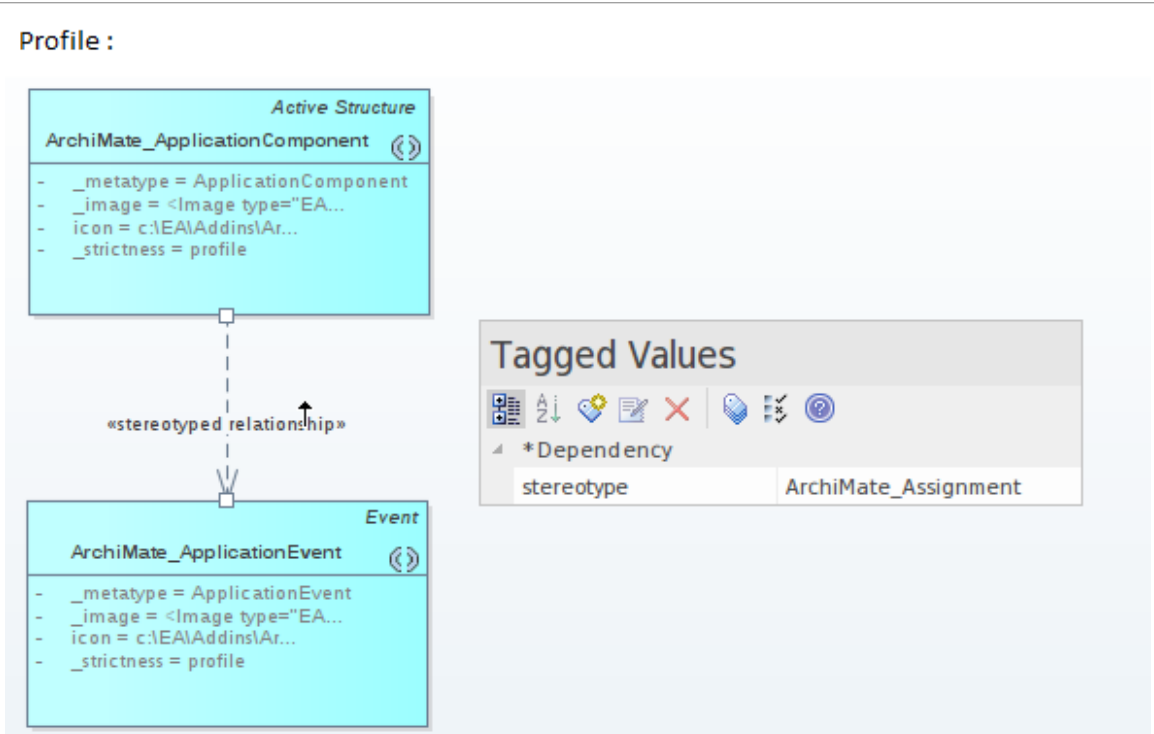 Profile :
Active Structure
ArchiMate_ApplicationComponent
- _metatype = ApplicationComponent
- _image = <Image type="EA...
- icon = c:\EA\Addins\Ar...
- _strictness = profile
«stereotyped relationship»
Tagged Values
*Dependency
stereotype ArchiMate_Assignment
Event
ArchiMate_ApplicationEvent
- _metatype = ApplicationEvent
- _image = <Image type="EA...
- icon = c:\EA\Addins\Ar...
- _strictness = profile